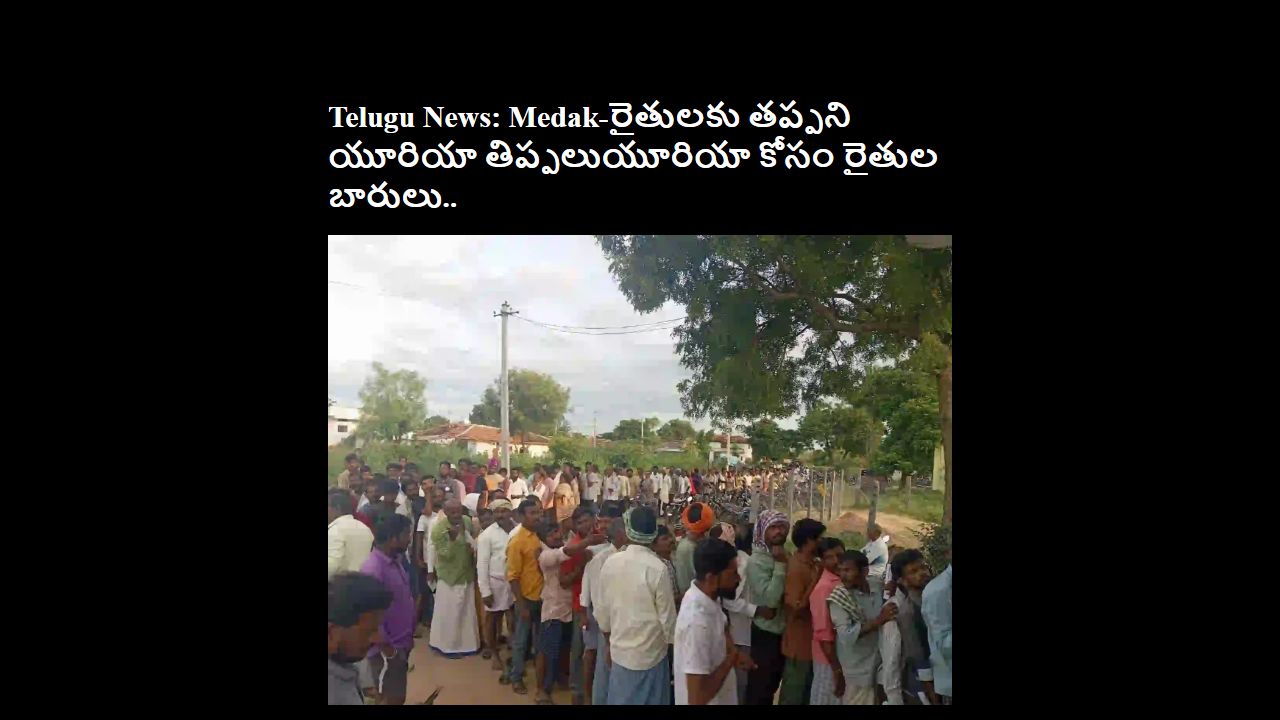 Telugu News: Medak-రైతులకు తప్పని
యూరియా తిప్పలుయూరియా కోసం రైతుల
బారులు..